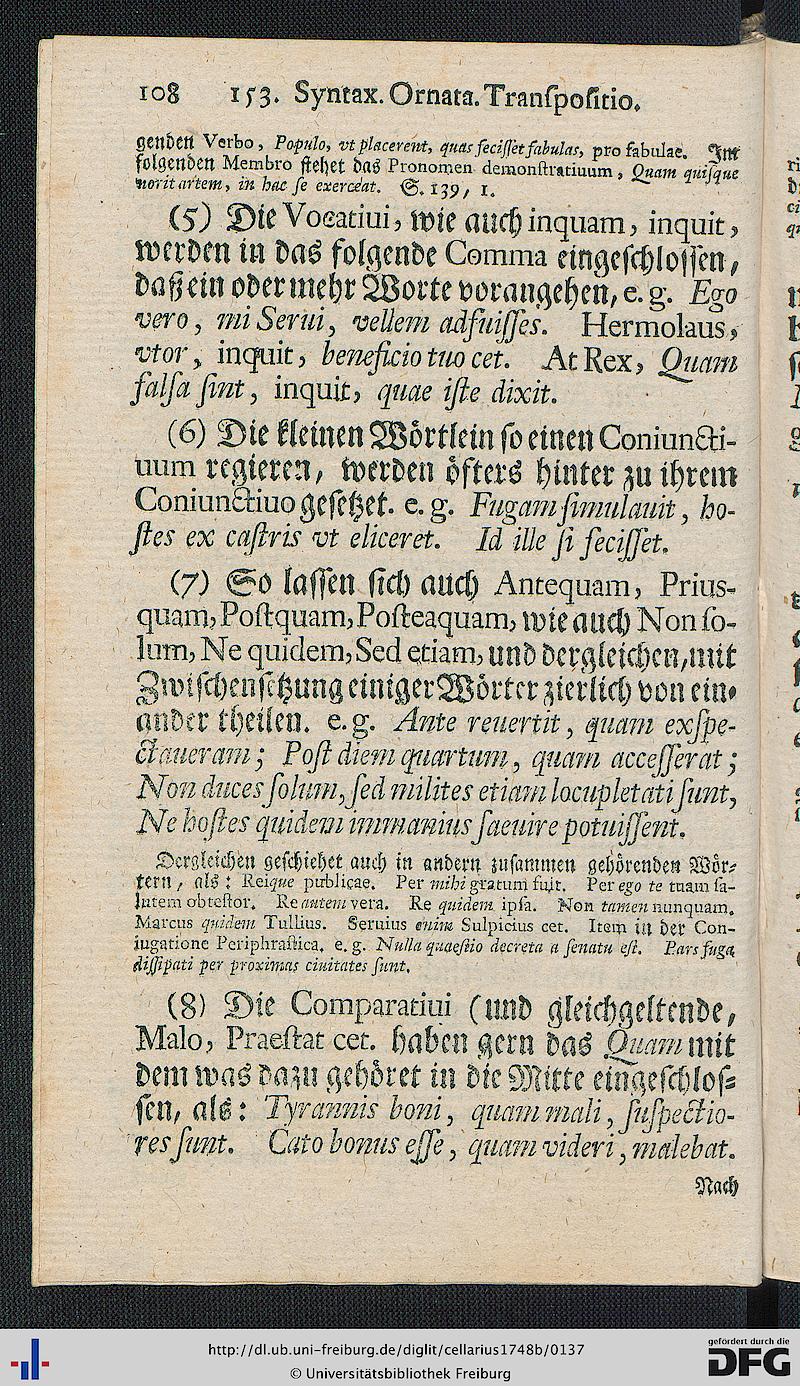 108 153. Syntax. Ornata. Tranſpoſitio.
genden Verbo, Populo, vt placerent, quas feciſſet fabulas, pro fabulae. Im
folgenden Membro ſtehet das Pronomen demonſtratiuum, Quam quiſque
norit artem, in hac ſe exerceat. S. 139, 1.
(5) Die Vocatiui, wie auch inquam, inquit,
werden in das folgende Comma eingeſchloſſen,
daß ein oder mehr Worte vorangehen, e. g. Ego
vero, mi Serui, vellem adfuiſſes. Hermolaus,
vtor, inquit, beneficio tuo cet. At Rex, Quam
falſa ſint, inquit, quae iſte dixit.
(6) Die kleinen Wörtlein ſo einen Coniuncti-
uum regieren, werden öfters hinter zu ihrem
Coniunctiuo geſetzet. e. g. Fugam ſimulauit, ho-
ſtes ex caſtris vt eliceret. Id ille ſi feciſſet.
(7) So laſſen ſich auch Antequam, Prius-
quam, Poſtquam, Poſteaquam, wie auch Non ſo-
lum, Ne quidem, Sed etiam, und dergleichen, mit
Zwiſchenſetzung einiger Wörter zierlich von ein-
ander theilen. e. g. Ante reuertit, quam exſpe-
ctaueram; Poſt diem quartum, quam acceſſerat;
Non duces ſolum, ſed milites etiam locupletati ſunt,
Ne hoſtes quidem immanius ſaeuire potuiſſent.
Dergleichen geſchiehet auch in andern zuſammen gehörenden Wör-
tern, als: Reique publicae. Per mihi gratum fuit. Per ego te tuam ſa-
lutem obteſtor. Re autem vera. Re quidem ipſa. Non tamen nunquam.
Marcus quidem Tullius. Seruius enim Sulpicius cet. Item in der Con-
iugatione Periphraſtica, e. g. Nulla quaeſtio decreta a ſenatu eſt. Pars fuga
diſſipati per proximas ciuitates ſunt.
(8) Die Comparatiui (und gleichgeltende,
Malo, Praeſtat cet. haben gern das Quam mit
dem was dazu gehöret in die Mitte eingeſchloſ-
ſen, als: Tyrannis boni, quam mali, ſuſpectio-
res ſunt. Cato bonus eſſe, quam videri, malebat.
Nach
http://dl.ub.uni-freiburg.de/diglit/cellarius1748b/0137
© Universitätsbibliothek Freiburg
gefördert durch die
DFG